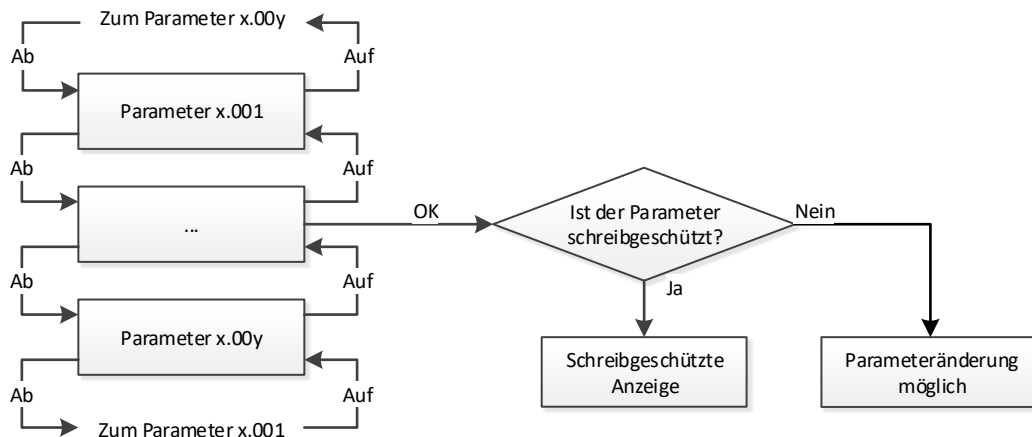 Zum Parameter x.00y
Ab
Auf
Parameter x.001
Ab
Auf
...
OK
Ist der Parameter
schreibgeschützt?
Nein
Ja
Ab
Auf
Parameter x.00y
Schreibgeschützte
Anzeige
Parameteränderung
möglich
Ab
Auf
Zum Parameter x.001